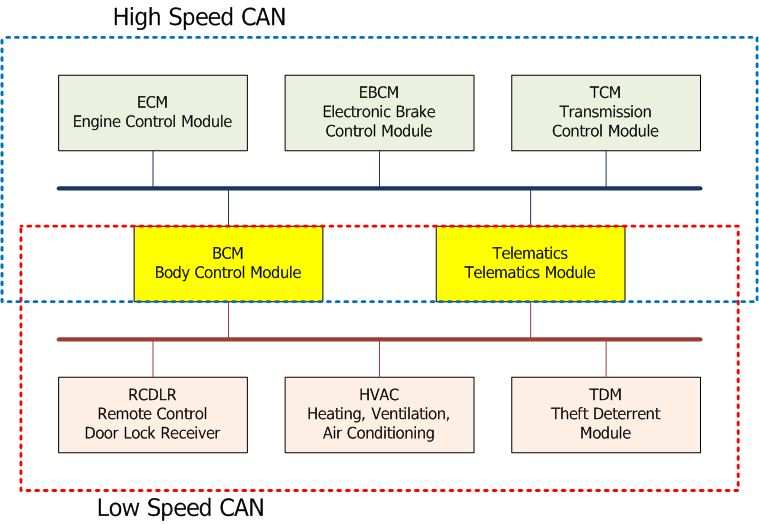 High Speed CAN
ECM
Engine Control Module
EBCM
Electronic Brake
Control Module
TCM
Transmission
Control Module
BCM
Body Control Module
Telematics
Telematics Module
RCDLR
Remote Control
Door Lock Receiver
HVAC
Heating, Ventilation,
Air Conditioning
TDM
Theft Deterrent
Module
Low Speed CAN